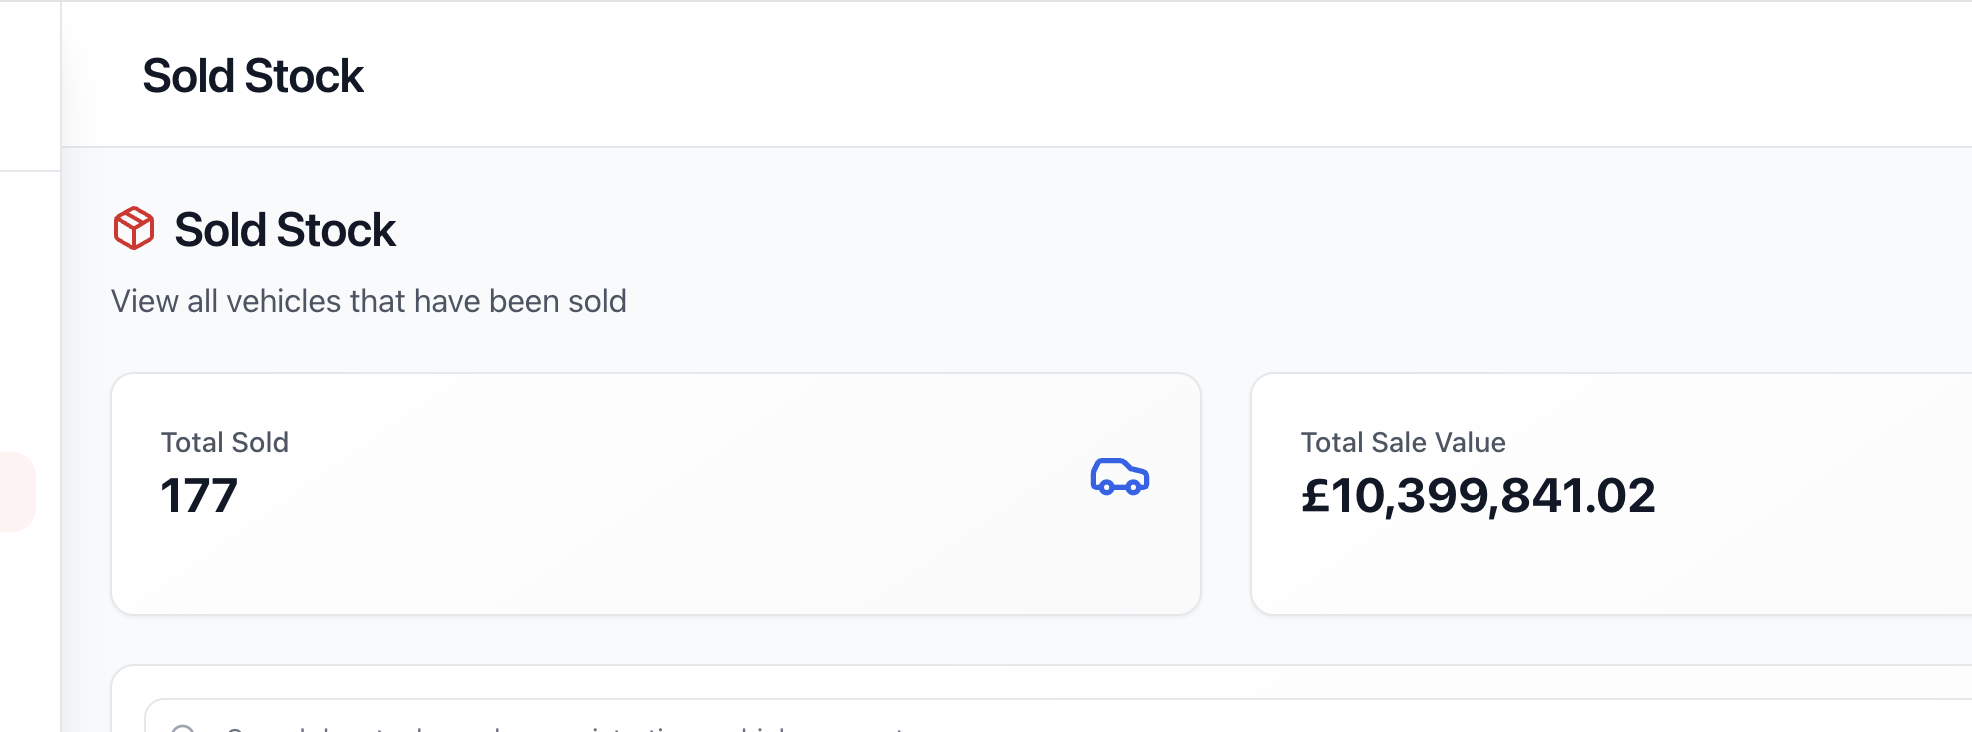 Sold Stock
Sold Stock
View all vehicles that have been sold
Total Sold
177
Total Sale Value
£10,399,841.02